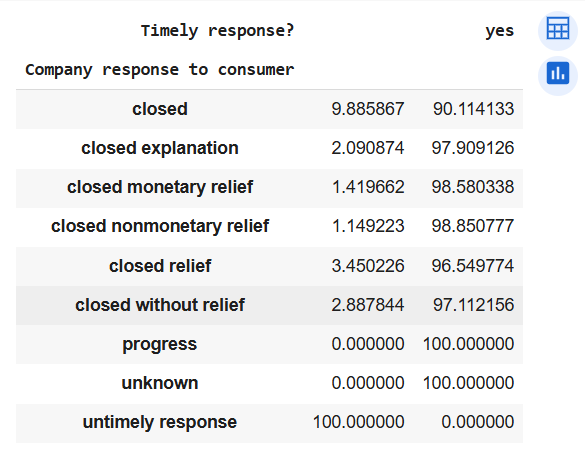 Timely response? yes
Company response to consumer
closed 9.885867 90.114133
closed explanation 2.090874 97.909126
closed monetary relief 1.419662 98.580338
closed nonmonetary relief 1.149223 98.850777
closed relief 3.450226 96.549774
closed without relief 2.887844 97.112156
progress 0.000000 100.000000
unknown 0.000000 100.000000
untimely response 100.000000 0.000000